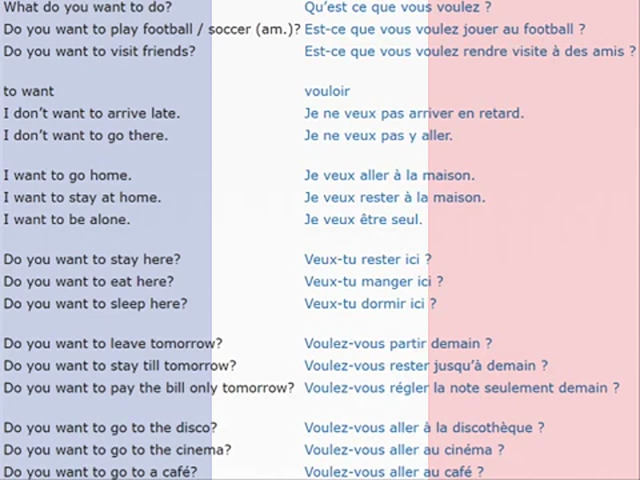 What do you want to do? Qu'est ce que vous voulez ?
Do you want to play football / soccer (am.)? Est-ce que vous voulez jouer au football ?
Do you want to visit friends? Est-ce que vous voulez rendre visite à des amis ?
to want vouloir
I don’t want to arrive late. Je ne veux pas arriver en retard.
I don’t want to go there. Je ne veux pas y aller.
I want to go home. Je veux aller à la maison.
I want to stay at home. Je veux rester à la maison.
I want to be alone. Je veux être seul.
Do you want to stay here? Veux-tu rester ici ?
Do you want to eat here? Veux-tu manger ici ?
Do you want to sleep here? Veux-tu dormir ici ?
Do you want to leave tomorrow? Voulez-vous partir demain ?
Do you want to stay till tomorrow? Voulez-vous rester jusqu’à demain ?
Do you want to pay the bill only tomorrow? Voulez-vous régler la note seulement demain ?
Do you want to go to the disco? Voulez-vous aller à la discothèque ?
Do you want to go to the cinema? Voulez-vous aller au cinéma ?
Do you want to go to a café? Voulez-vous aller au café ?